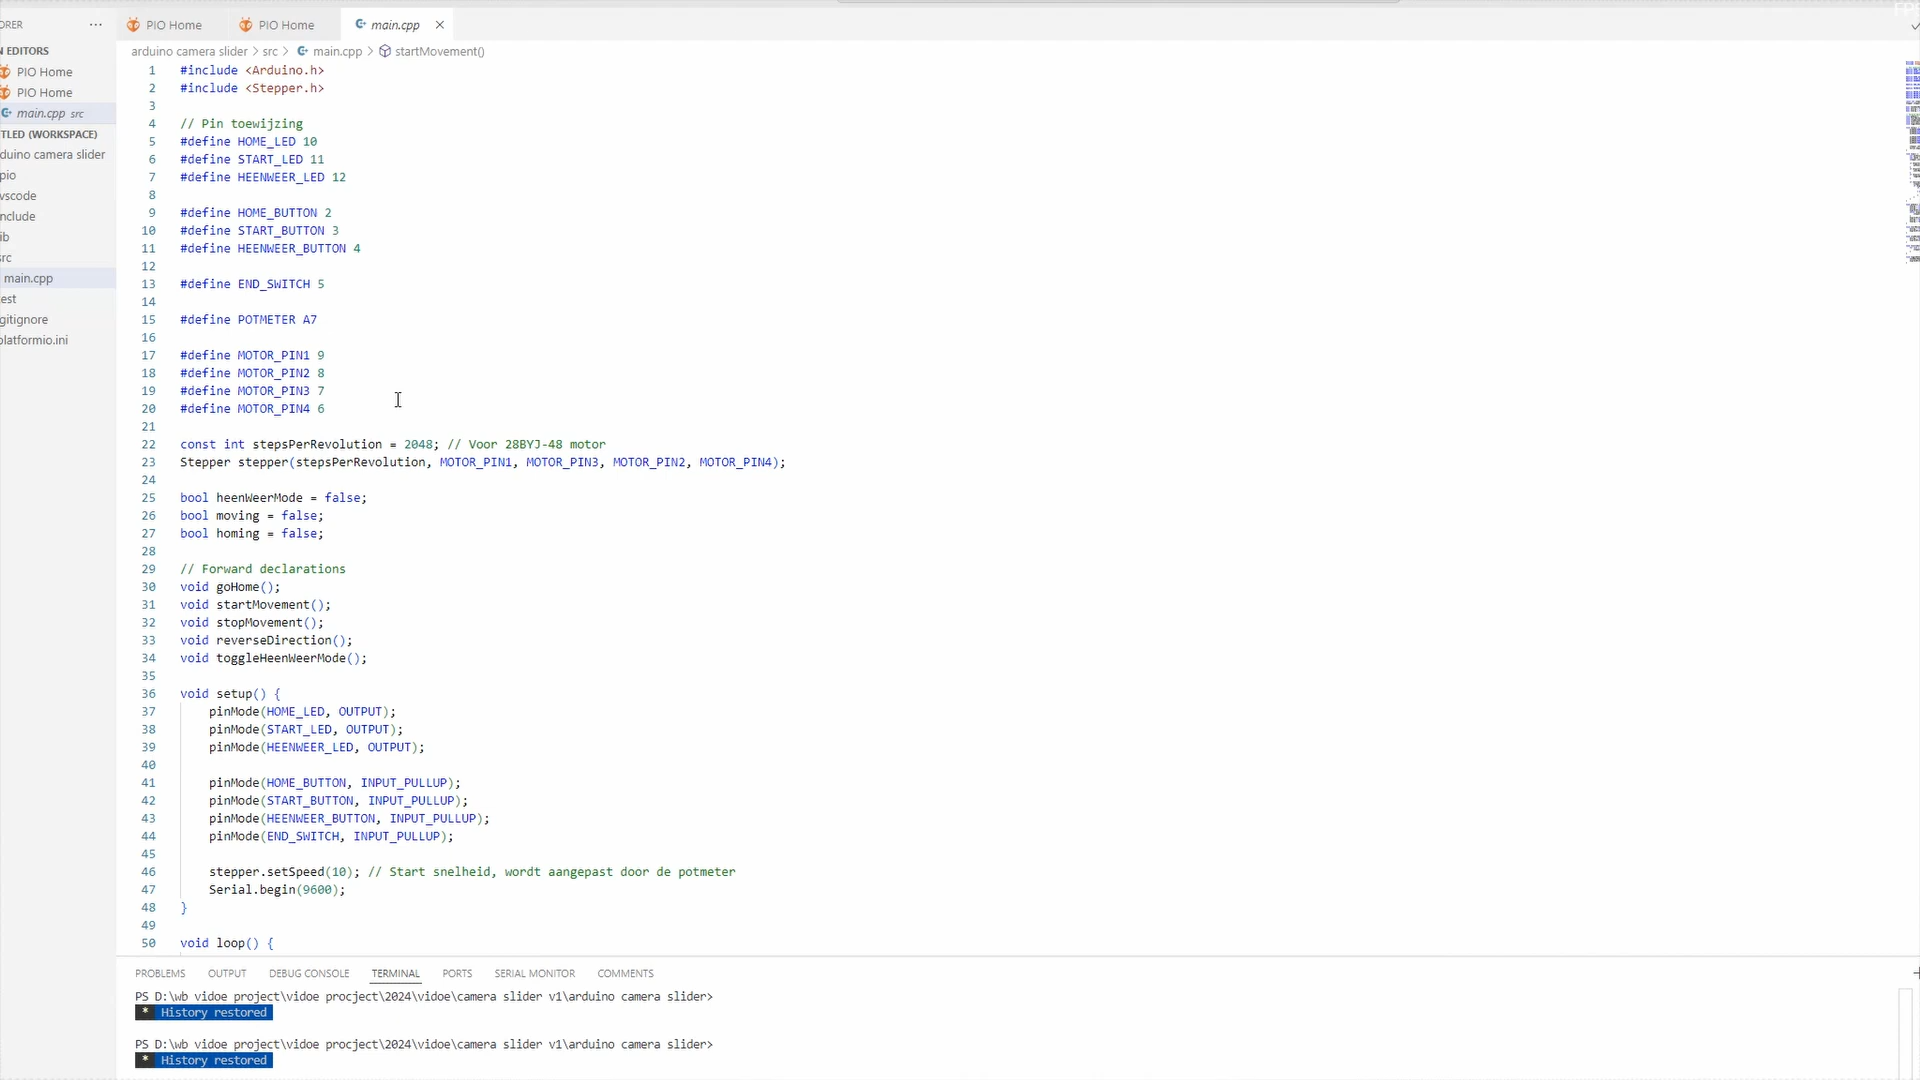 ORER
PIO Home
PIO Home
main.cpp
N EDITORS
PIO Home
PIO Home
main.cpp src
TLED (WORKSPACE)
duino camera slider
pio
vscode
nclude
ib
src
main.cpp
est
gitignore
platformio.ini
arduino camera slider > src > main.cpp > startMovement()
1 #include <Arduino.h>
2 #include <Stepper.h>
3
4 // Pin toewijzing
5 #define HOME_LED 10
6 #define START_LED 11
7 #define HEENWEER_LED 12
8
9 #define HOME_BUTTON 2
10 #define START_BUTTON 3
11 #define HEENWEER_BUTTON 4
12
13 #define END_SWITCH 5
14
15 #define POTMETER A7
16
17 #define MOTOR_PIN1 9
18 #define MOTOR_PIN2 8
19 #define MOTOR_PIN3 7
20 #define MOTOR_PIN4 6
21
22 const int stepsPerRevolution = 2048; // Voor 28BYJ-48 motor
23 Stepper stepper(stepsPerRevolution, MOTOR_PIN1, MOTOR_PIN3, MOTOR_PIN2, MOTOR_PIN4);
24
25 bool heenWeerMode = false;
26 bool moving = false;
27 bool homing = false;
28
29 // Forward declarations
30 void goHome();
31 void startMovement();
32 void stopMovement();
33 void reverseDirection();
34 void toggleHeenWeerMode();
35
36 void setup() {
37 pinMode(HOME_LED, OUTPUT);
38 pinMode(START_LED, OUTPUT);
39 pinMode(HEENWEER_LED, OUTPUT);
40
41 pinMode(HOME_BUTTON, INPUT_PULLUP);
42 pinMode(START_BUTTON, INPUT_PULLUP);
43 pinMode(HEENWEER_BUTTON, INPUT_PULLUP);
44 pinMode(END_SWITCH, INPUT_PULLUP);
45
46 stepper.setSpeed(10); // Start snelheid, wordt aangepast door de potmeter
47 Serial.begin(9600);
48 }
49
50 void loop() {
PROBLEMS OUTPUT DEBUG CONSOLE TERMINAL PORTS SERIAL MONITOR COMMENTS
PS D:\wb vidoe project\vidoe procject\2024\vidoe\camera slider v1\arduino camera slider>
* History restored
PS D:\wb vidoe project\vidoe procject\2024\vidoe\camera slider v1\arduino camera slider>
* History restored